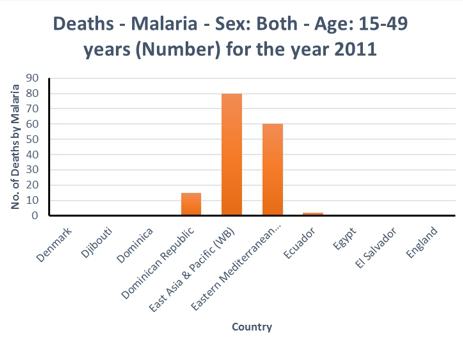 Deaths - Malaria - Sex: Both - Age: 15-49
years (Number) for the year 2011
No. of Deaths by Malaria
90
80
70
60
50
40
30
20
10
0
Denmark
Djibouti
Dominica
Dominican Republic
East Asia & Pacific (WB)
Eastern Mediterranean...
Ecuador
Egypt
El Salvador
England
Country